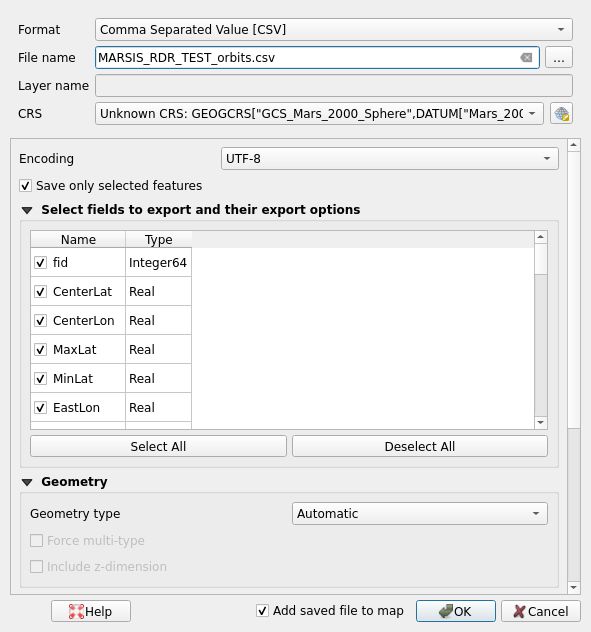 Format Comma Separated Value [CSV]
File name MARSIS_RDR_TEST_orbits.csv ...
Layer name
CRS Unknown CRS: GEOGCRS["GCS_Mars_2000_Sphere",DATUM["Mars_200
Encoding UTF-8
Save only selected features
Select fields to export and their export options
Name Type
fid Integer64
CenterLat Real
CenterLon Real
MaxLat Real
MinLat Real
EastLon Real
Select All Deselect All
Geometry
Geometry type Automatic
Force multi-type
Include z-dimension
Help Add saved file to map OK Cancel